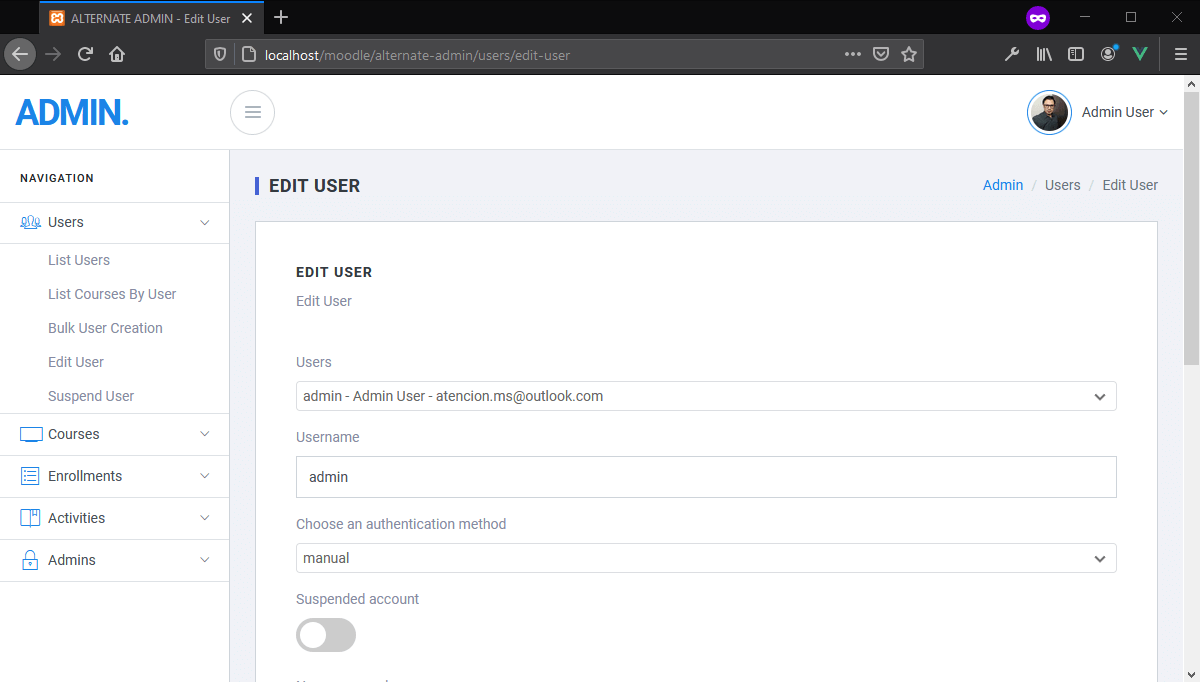 ALTERNATE ADMIN - Edit User
localhost/moodle/alternate-admin/users/edit-user
ADMIN.
Admin User
NAVIGATION
Users
List Users
List Courses By User
Bulk User Creation
Edit User
Suspend User
Courses
Enrollments
Activities
Admins
EDIT USER
Admin / Users / Edit User
EDIT USER
Edit User
Users
admin - Admin User - atencion.ms@outlook.com
Username
admin
Choose an authentication method
manual
Suspended account